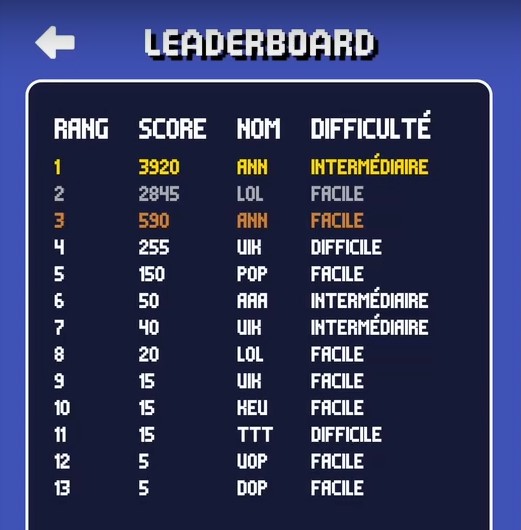 LEADERBOARD
RANG SCORE NOM DIFFICULTÉ
1 3920 ANN INTERMÉDIAIRE
2 2845 LOL FACILE
3 590 ANN FACILE
4 255 UIK DIFFICILE
5 150 POP FACILE
6 50 AAA INTERMÉDIAIRE
7 40 UIK INTERMÉDIAIRE
8 20 LOL FACILE
9 15 UIK FACILE
10 15 KEU FACILE
11 15 TTT DIFFICILE
12 5 UOP FACILE
13 5 DOP FACILE